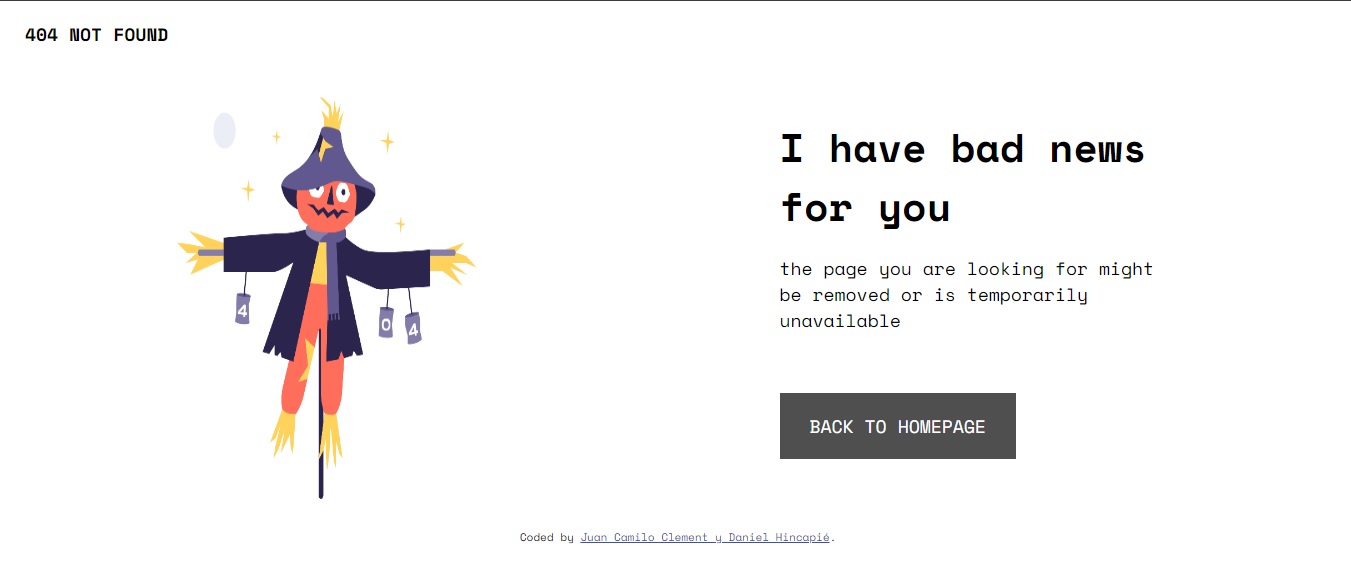 404 NOT FOUND
I have bad news
for you
the page you are looking for might
be removed or is temporarily
unavailable
4
0
4
BACK TO HOMEPAGE
Coded by Juan Camilo Clement y Daniel Hincapié.